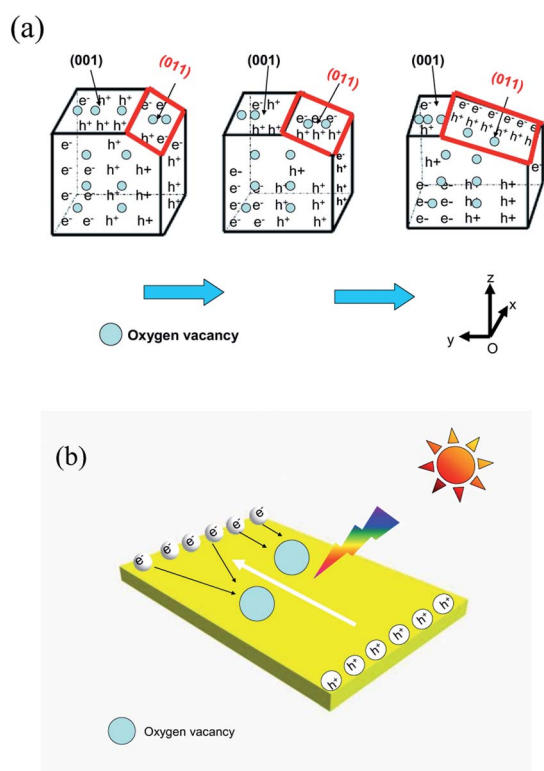 (a)
(001)
(011)
(001)
(011)
(001)
(011)
e⁻ h⁺ h⁺ e⁻ e
h⁺ h⁺ h⁺ h⁺ e⁻
e⁻ h⁺ e⁻
e⁻ e⁻ h⁺ h+ h⁺
e⁻ e⁻ h⁺ h⁺ h⁺
e⁻ e⁻ h⁺ h+
e⁻ h⁺ e⁻ e⁻ e⁻
h⁺ h⁺ h⁺ h⁺ h⁺
h⁺ e⁻
e- h+ h⁺
e⁻ e⁻ h⁺ h⁺ h⁺
e⁻ e⁻ h⁺ h⁺
e⁻ e⁻ e⁻ e⁻ e⁻ e⁻
h⁺ h⁺ h⁺ h⁺ h⁺ h
h+ e⁻
e- e- h+ h+
e- e- h+ h+
e- e- h+ h+
Oxygen vacancy
z
x
y
O
(b)
e⁻ e⁻ e⁻ e⁻ e⁻ e⁻
h⁺ h⁺ h⁺ h⁺ h⁺ h⁺
Oxygen vacancy